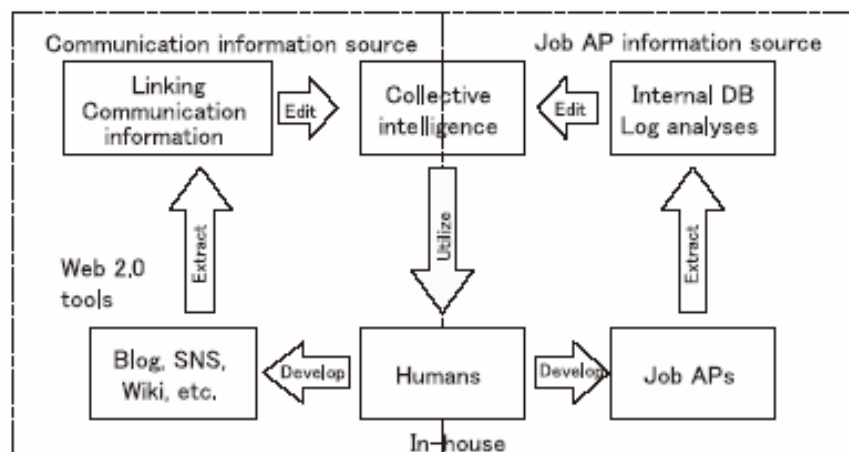 Communication information source
Job AP information source
Linking
Communication
information
Edit
Collective
intelligence
Edit
Internal DB
Log analyses
Extract
Utilize
Extract
Web 2.0
tools
Blog, SNS,
Wiki, etc.
Develop
Humans
Develop
Job APs
In-house